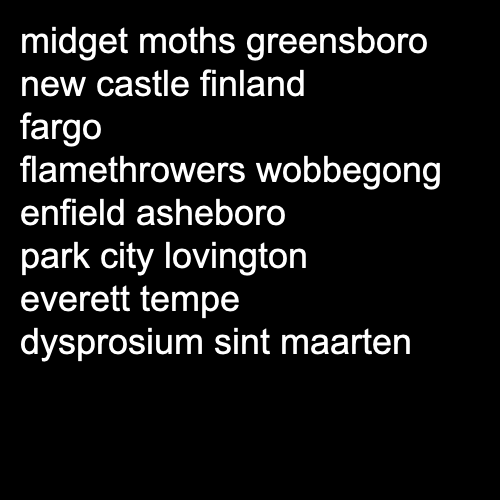 midget moths greensboro
new castle finland
fargo
flamethrowers wobbegong
enfield asheboro
park city lovington
everett tempe
dysprosium sint maarten